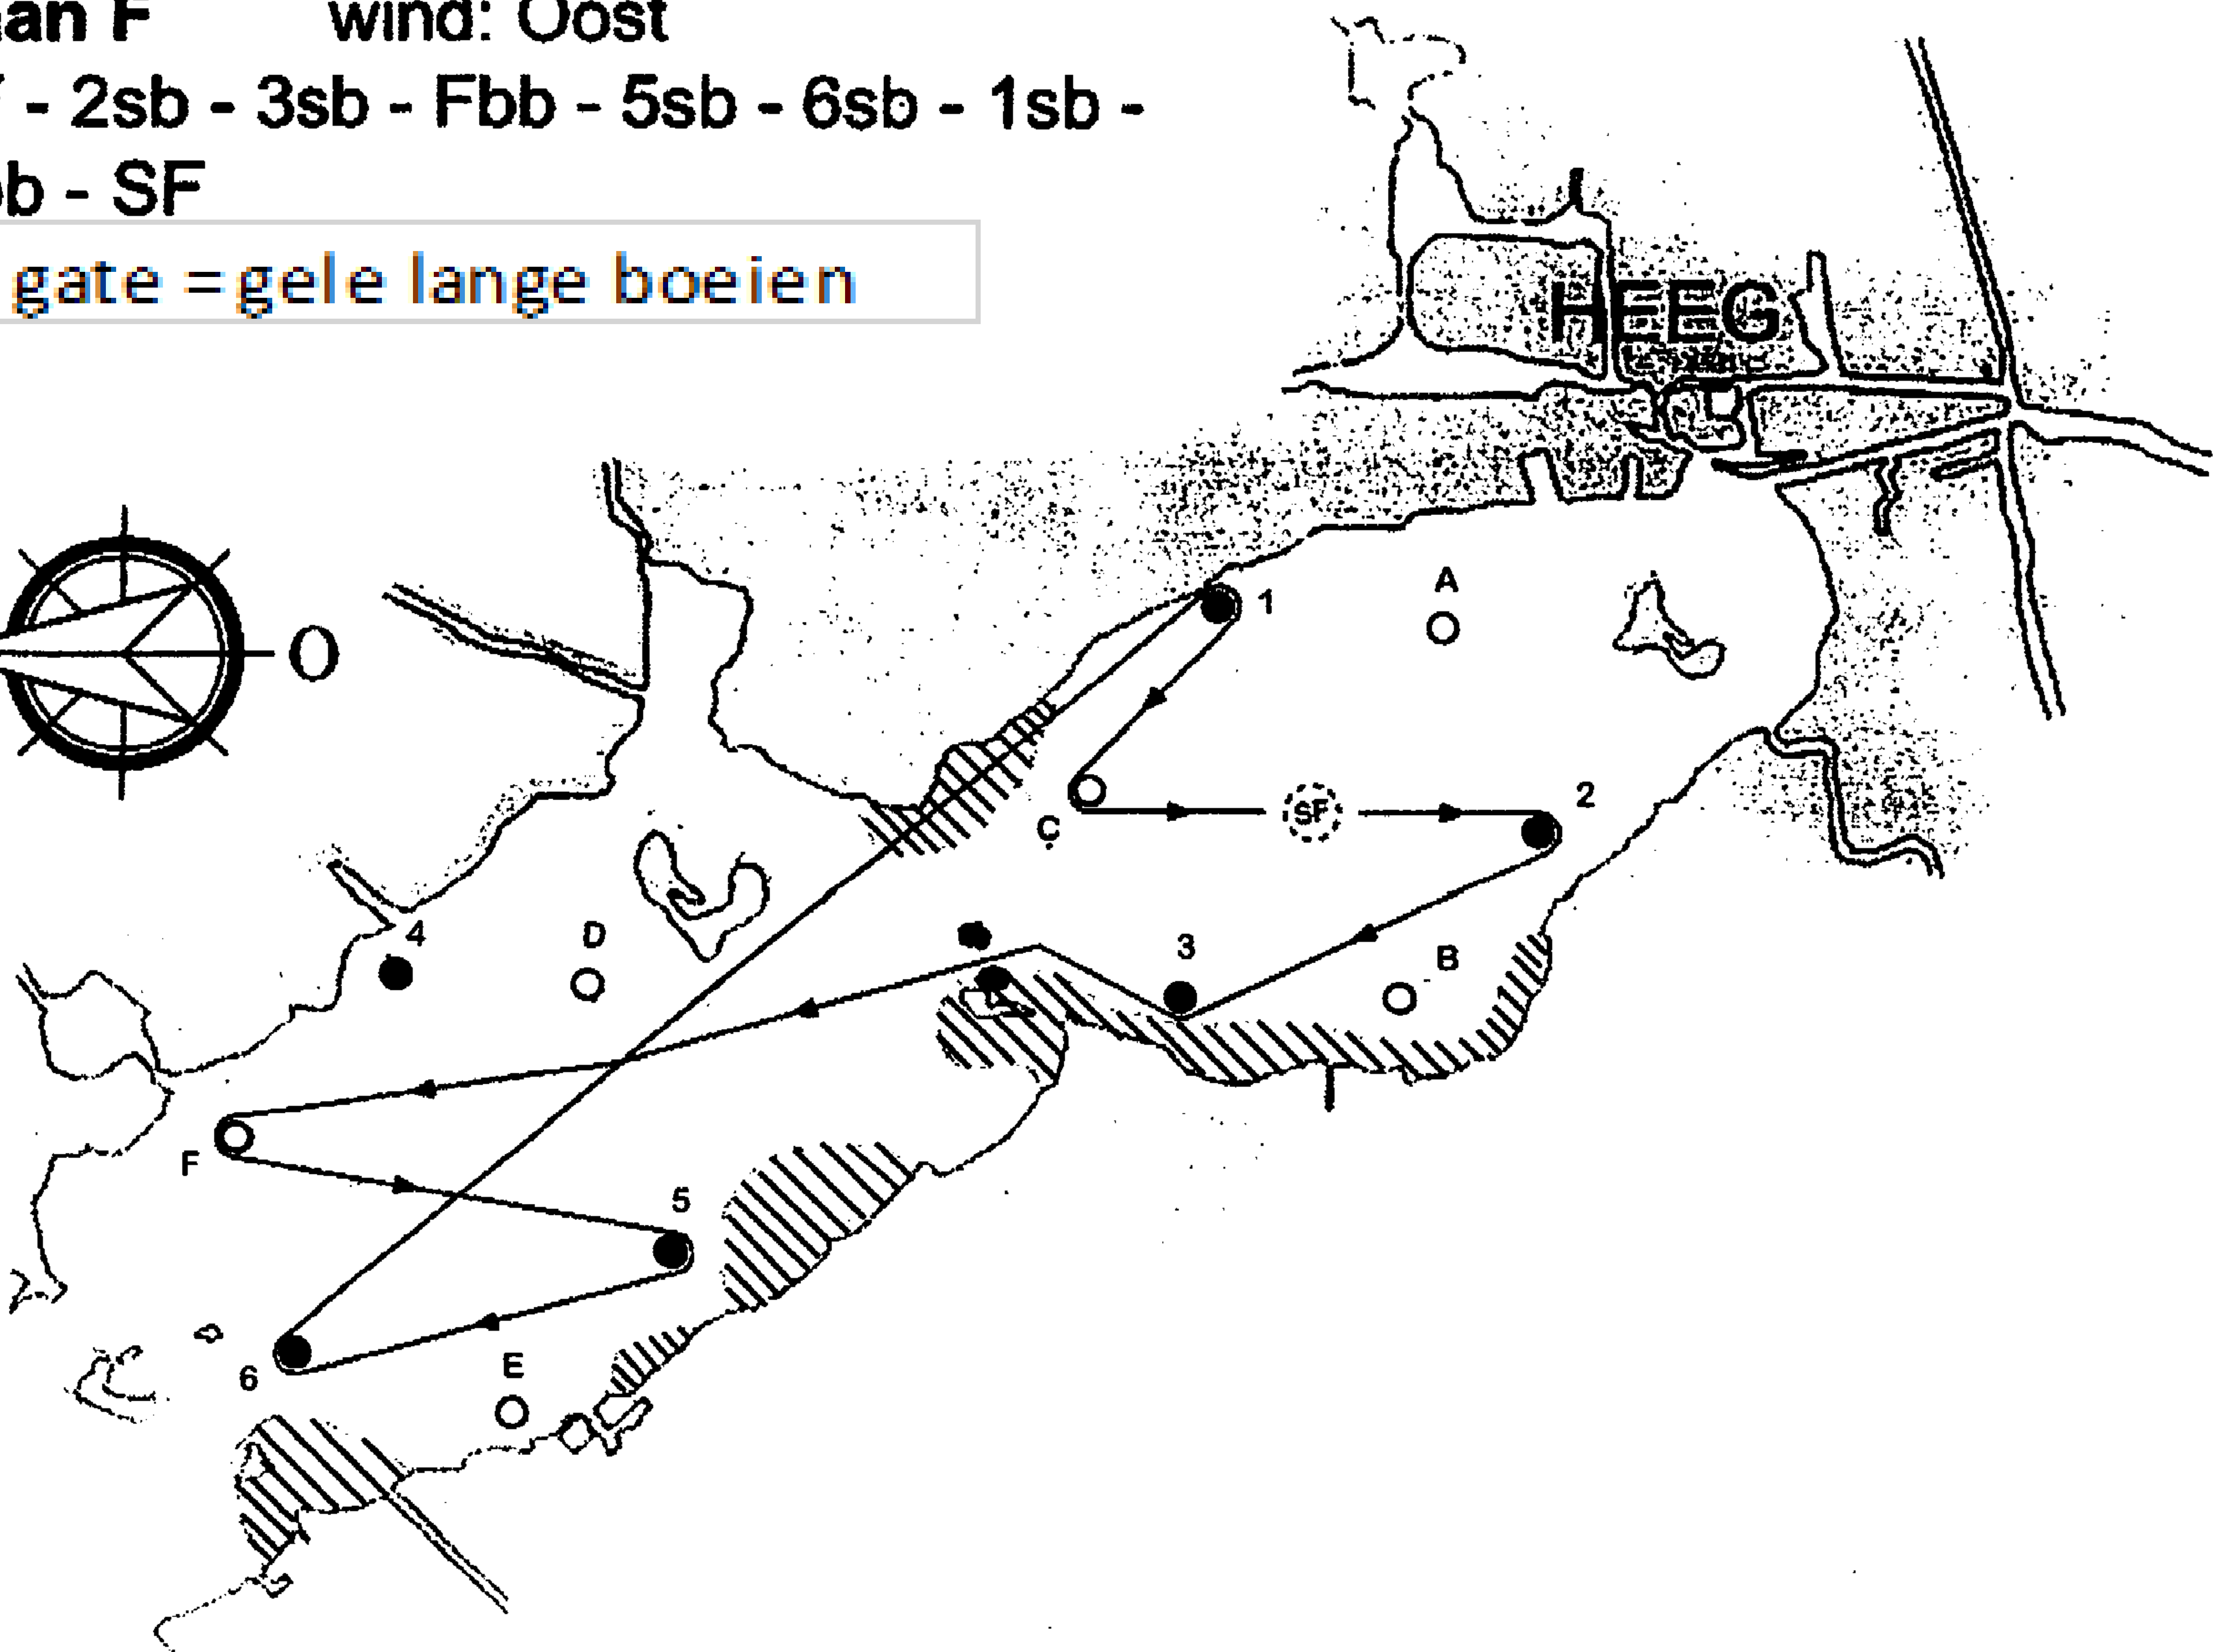 an F wind: Oost
- 2sb - 3sb - Fbb - 5sb - 6sb - 1sb -
b - SF
gate = gele lange boeien
HEEG
A
1
O
2
C
SF
4
D
3
B
F
5
6
E